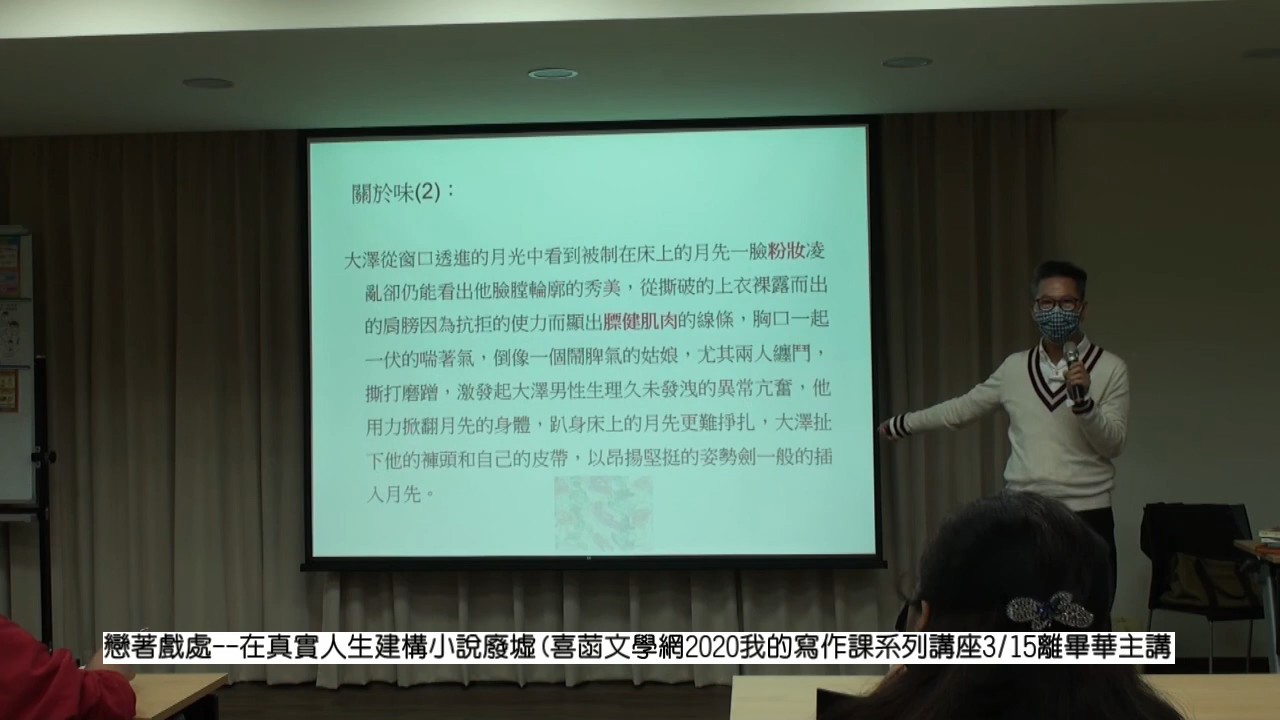 關於味(2)：
大澤從窗口透進的月光中看到被制在床上的月先一臉粉妝凌
亂卻仍能看出他臉膛輪廓的秀美，從撕破的上衣裸露而出
的肩膀因為抗拒的使力而顯出膘健肌肉的線條，胸口一起
一伏的喘著氣，倒像一個鬧脾氣的姑娘，尤其兩人纏鬥，
撕打磨蹭，激發起大澤男性生理久未發洩的異常亢奮，他
用力掀翻月先的身體，趴身床上的月先更難掙扎，大澤扯
下他的褲頭和自己的皮帶，以昂揚堅挺的姿勢劍一般的插
入月先。
戀著戲處--在真實人生建構小說廢墟(喜菡文學網2020我的寫作課系列講座3/15離畢華主講